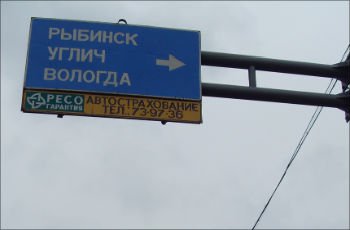 РЫБИНСК
УГЛИЧ
ВОЛОГДА
РЕСО
ГАРАНТИЯ
АВТОСТРАХОВАНИЕ
ТЕЛ.: 73-97-36